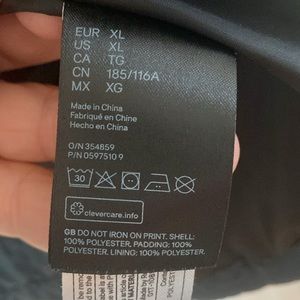 EUR XL
US XL
CA TG
CN 185/116A
MX XG
Made in China
Fabriqué en Chine
Hecho en China
O/N 354859
P/N 0597510 9
30
clevercare.info
GB DO NOT IRON ON PRINT. SHELL:
100% POLYESTER, PADDING: 100%
POLYESTER. LINING:
100% POLYESTER